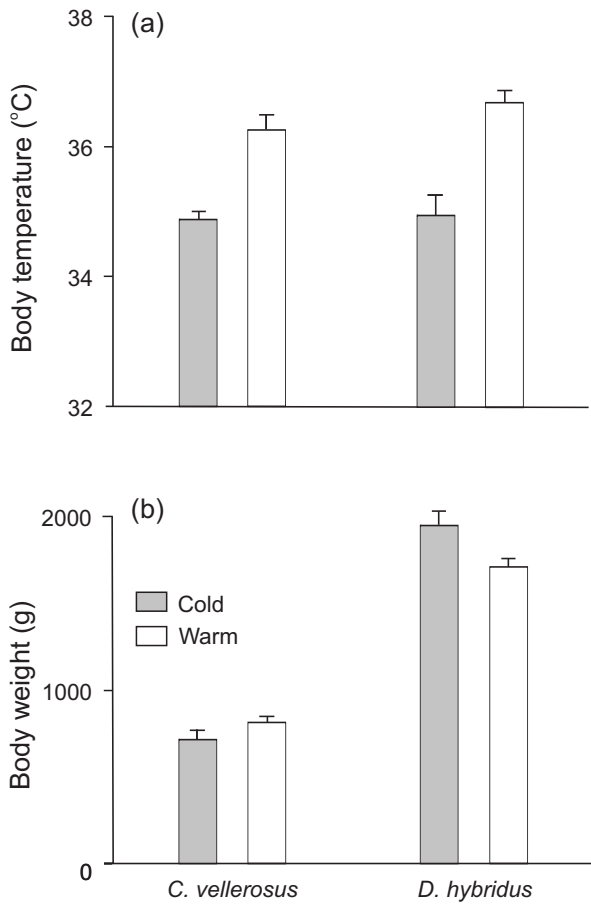 (a)
Body temperature (°C)
38
36
34
32
(b)
Body weight (g)
2000
1000
0
Cold
Warm
C. vellerosus
D. hybridus